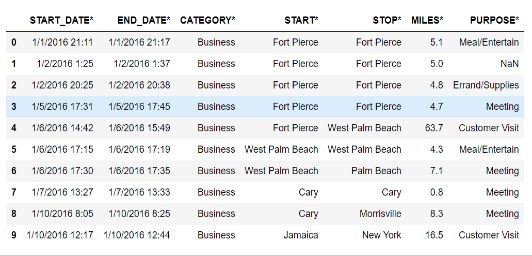 START_DATE* END_DATE* CATEGORY* START* STOP* MILES* PURPOSE*
0 1/1/2016 21:11 1/1/2016 21:17 Business Fort Pierce Fort Pierce 5.1 Meal/Entertain
1 1/2/2016 1:25 1/2/2016 1:37 Business Fort Pierce Fort Pierce 5.0 NaN
2 1/2/2016 20:25 1/2/2016 20:38 Business Fort Pierce Fort Pierce 4.8 Errand/Supplies
3 1/5/2016 17:31 1/5/2016 17:45 Business Fort Pierce Fort Pierce 4.7 Meeting
4 1/6/2016 14:42 1/6/2016 15:49 Business Fort Pierce West Palm Beach 63.7 Customer Visit
5 1/6/2016 17:15 1/6/2016 17:19 Business West Palm Beach West Palm Beach 4.3 Meal/Entertain
6 1/6/2016 17:30 1/6/2016 17:35 Business West Palm Beach Palm Beach 7.1 Meeting
7 1/7/2016 13:27 1/7/2016 13:33 Business Cary Cary 0.8 Meeting
8 1/10/2016 8:05 1/10/2016 8:25 Business Cary Morrisville 8.3 Meeting
9 1/10/2016 12:17 1/10/2016 12:44 Business Jamaica New York 16.5 Customer Visit